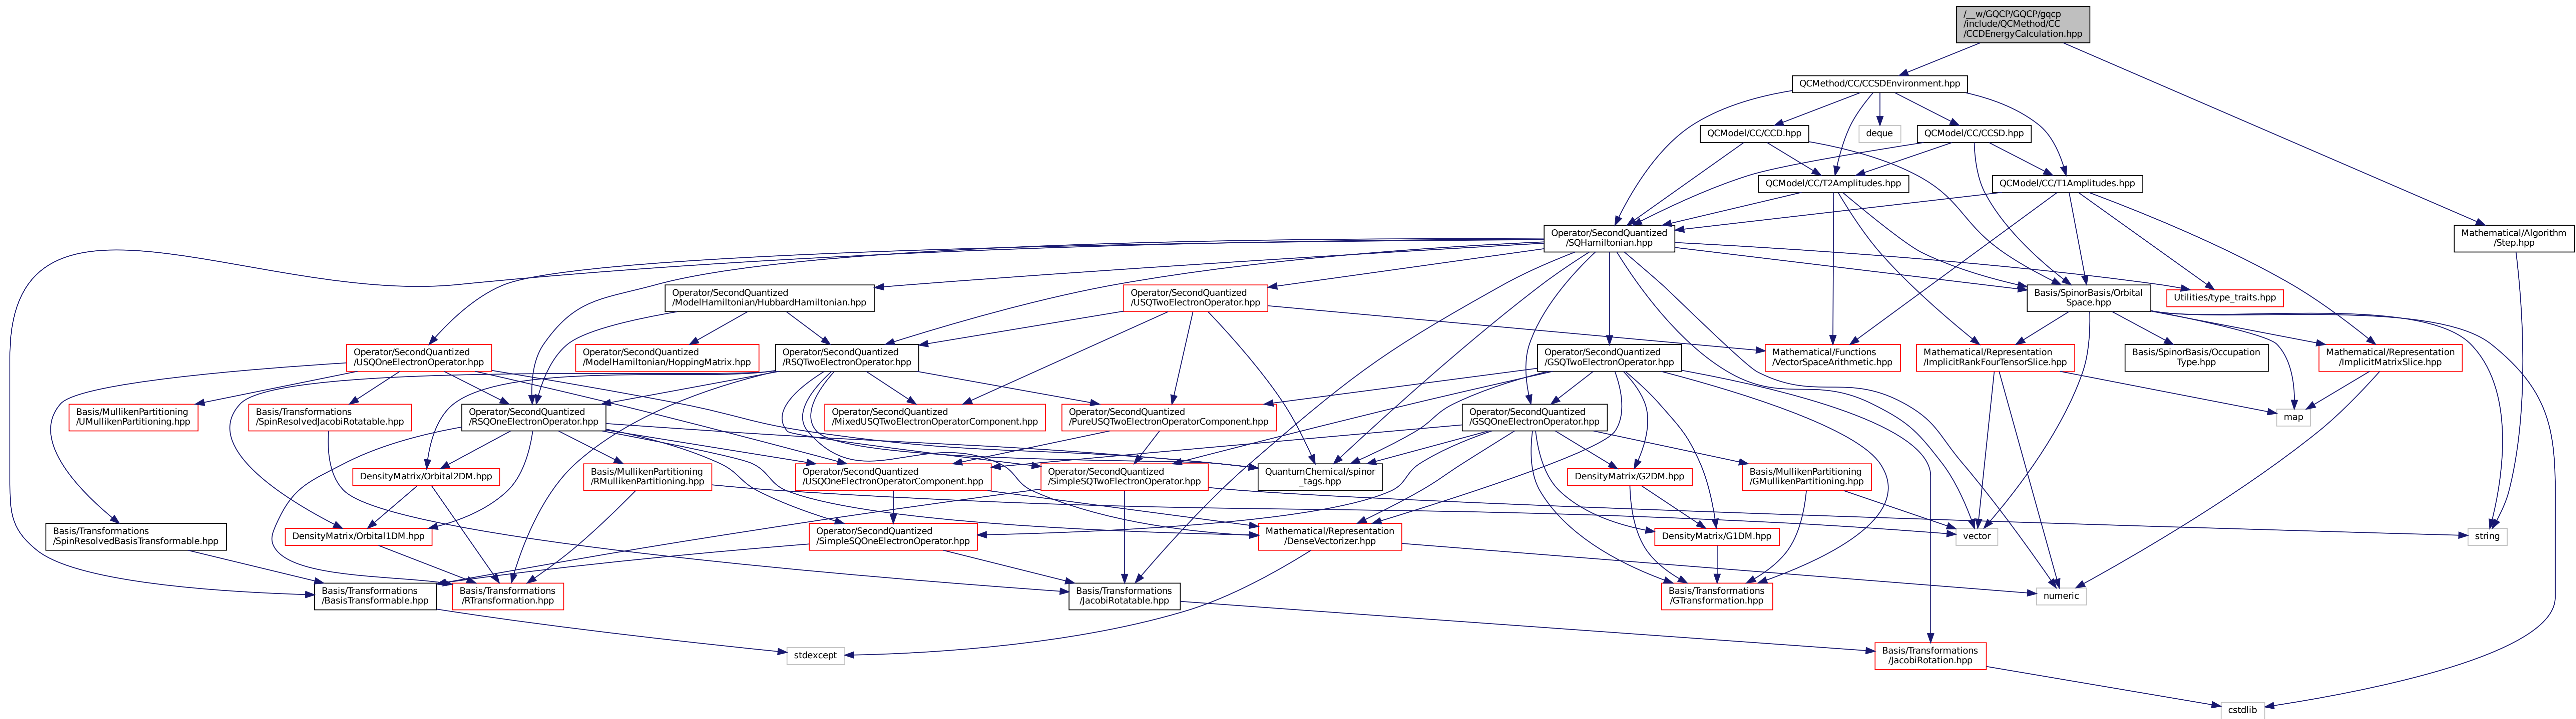 /__w/GQCP/GQCP/gqcp
/include/QCMethod/CC
/CCDEnergyCalculation.hpp
QCMethod/CC/CCSDEnvironment.hpp
QCModel/CC/CCD.hpp
deque
QCModel/CC/CCSD.hpp
QCModel/CC/T2Amplitudes.hpp
QCModel/CC/T1Amplitudes.hpp
Operator/SecondQuantized
/SQHamiltonian.hpp
Mathematical/Algorithm
/Step.hpp
Operator/SecondQuantized
/ModelHamiltonian/HubbardHamiltonian.hpp
Operator/SecondQuantized
/USQTwoElectronOperator.hpp
Basis/SpinorBasis/Orbital
Space.hpp
Utilities/type_traits.hpp
Operator/SecondQuantized
/USQOneElectronOperator.hpp
Operator/SecondQuantized
/ModelHamiltonian/HoppingMatrix.hpp
Operator/SecondQuantized
/RSQTwoElectronOperator.hpp
Mathematical/Functions
/VectorSpaceArithmetic.hpp
Operator/SecondQuantized
/GSQTwoElectronOperator.hpp
Mathematical/Representation
/ImplicitRankFourTensorSlice.hpp
Basis/SpinorBasis/Occupation
Type.hpp
Mathematical/Representation
/ImplicitMatrixSlice.hpp
Basis/MullikenPartitioning
/UMullikenPartitioning.hpp
Basis/Transformations
/SpinResolvedJacobiRotatable.hpp
Operator/SecondQuantized
/RSQOneElectronOperator.hpp
Operator/SecondQuantized
/MixedUSQTwoElectronOperatorComponent.hpp
Operator/SecondQuantized
/PureUSQTwoElectronOperatorComponent.hpp
Operator/SecondQuantized
/GSQOneElectronOperator.hpp
map
DensityMatrix/Orbital2DM.hpp
Basis/MullikenPartitioning
/RMullikenPartitioning.hpp
Operator/SecondQuantized
/USQOneElectronOperatorComponent.hpp
Operator/SecondQuantized
/SimpleSQTwoElectronOperator.hpp
QuantumChemical/spinor
_tags.hpp
DensityMatrix/G2DM.hpp
Basis/MullikenPartitioning
/GMullikenPartitioning.hpp
Basis/Transformations
/SpinResolvedBasisTransformable.hpp
DensityMatrix/Orbital1DM.hpp
Operator/SecondQuantized
/SimpleSQOneElectronOperator.hpp
Mathematical/Representation
/DenseVectorizer.hpp
DensityMatrix/G1DM.hpp
vector
string
Basis/Transformations
/BasisTransformable.hpp
Basis/Transformations
/RTransformation.hpp
Basis/Transformations
/JacobiRotatable.hpp
Basis/Transformations
/GTransformation.hpp
numeric
stdexcept
Basis/Transformations
/JacobiRotation.hpp
cstdlib